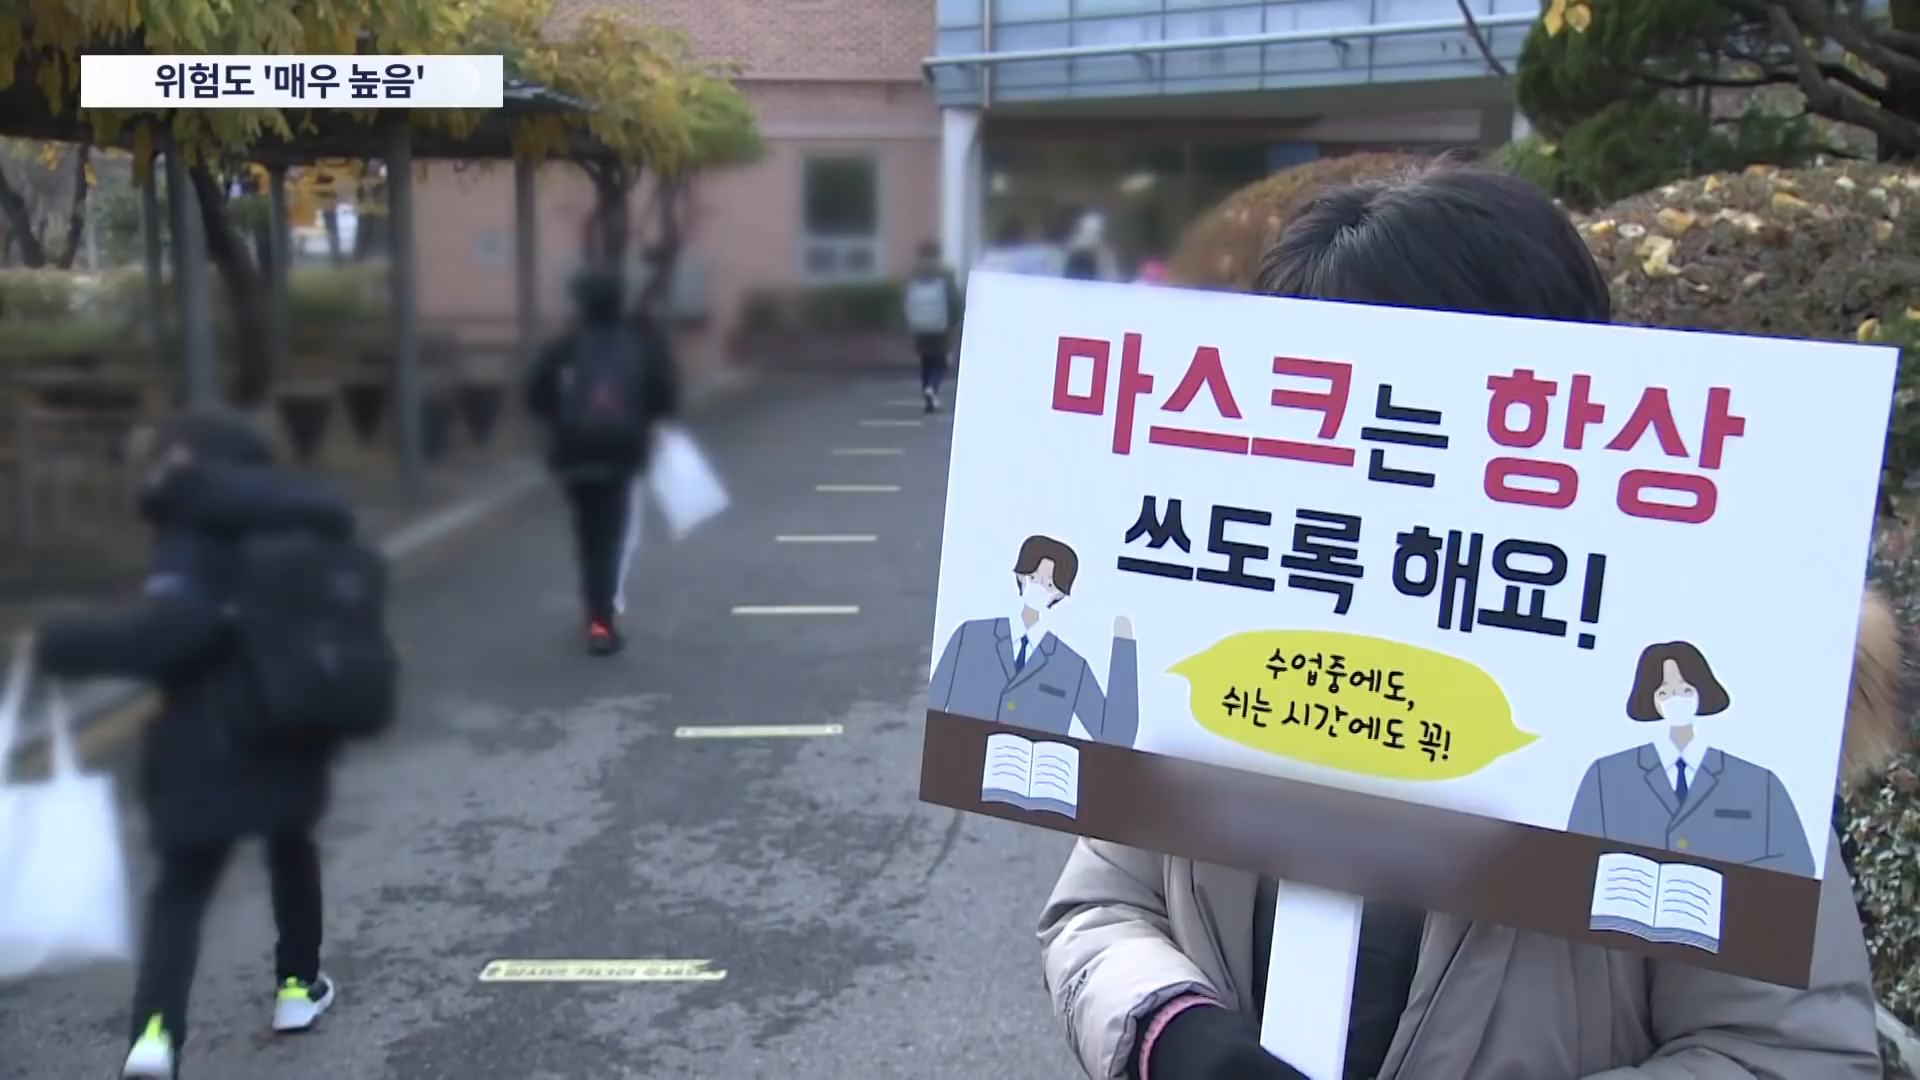 위험도 '매우 높음'
마스크는 항상
쓰도록 해요!
수업중에도,
쉬는 시간에도 꼭!